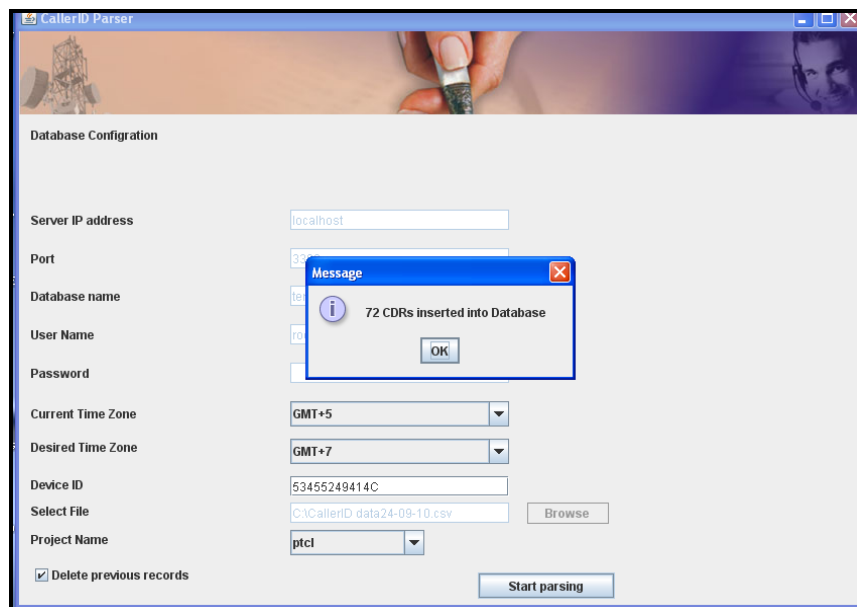 CallerID Parser
Database Configration
Server IP address
localhost
Port
Message
Database name
72 CDRs inserted into Database
User Name
OK
Password
Current Time Zone
GMT+5
Desired Time Zone
GMT+7
Device ID
53455249414C
Select File
C:\CallerID data24-09-10.csv
Browse
Project Name
ptcl
Delete previous records
Start parsing